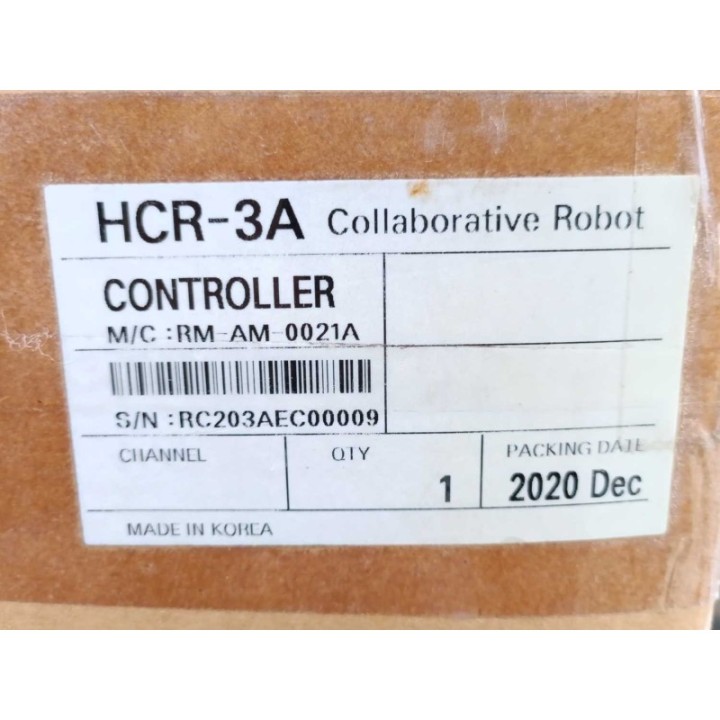 HCR-3A Collaborative Robot
CONTROLLER
M/C :RM-AM-0021A
S/N :RC203AEC00009
CHANNEL
QTY
1
PACKING DATE
2020 Dec
MADE IN KOREA